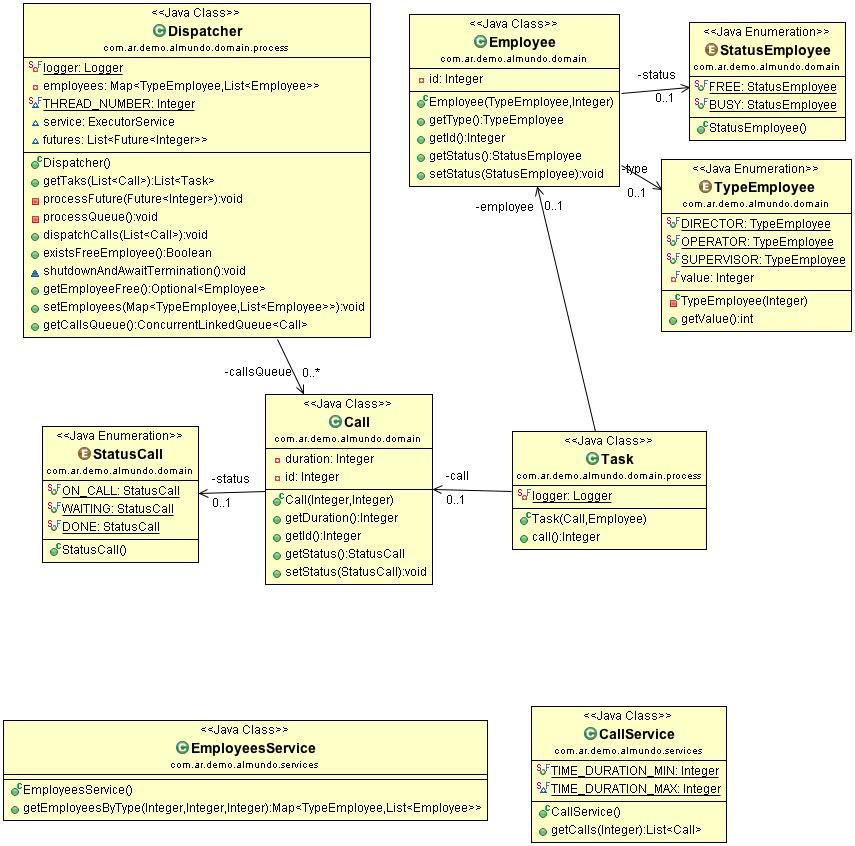 <<Java Class>>
Dispatcher
com.ar.demo.almundo.domain.process
logger: Logger
employees: Map<TypeEmployee,List<Employee>>
THREAD_NUMBER: Integer
service: ExecutorService
futures: List<Future<Integer>>
Dispatcher()
getTaks(List<Call>):List<Task>
processFuture(Future<Integer>):void
processQueue():void
dispatchCalls(List<Call>):void
existsFreeEmployee():Boolean
shutdownAndAwaitTermination():void
getEmployeeFree():Optional<Employee>
setEmployees(Map<TypeEmployee,List<Employee>>):void
getCallsQueue():ConcurrentLinkedQueue<Call>
<<Java Class>>
Employee
com.ar.demo.almundo.domain
id: Integer
Employee(TypeEmployee,Integer)
getType():TypeEmployee
getId():Integer
getStatus():StatusEmployee
setStatus(StatusEmployee):void
-status
0..1
<<Java Enumeration>>
StatusEmployee
com.ar.demo.almundo.domain
FREE: StatusEmployee
BUSY: StatusEmployee
StatusEmployee()
-type
0..1
<<Java Enumeration>>
TypeEmployee
com.ar.demo.almundo.domain
DIRECTOR: TypeEmployee
OPERATOR: TypeEmployee
SUPERVISOR: TypeEmployee
value: Integer
TypeEmployee(Integer)
getValue():int
-employee
0..1
-callsQueue
0..*
<<Java Enumeration>>
StatusCall
com.ar.demo.almundo.domain
ON_CALL: StatusCall
WAITING: StatusCall
DONE: StatusCall
StatusCall()
-status
0..1
<<Java Class>>
Call
com.ar.demo.almundo.domain
duration: Integer
id: Integer
Call(Integer,Integer)
getDuration():Integer
getId():Integer
getStatus():StatusCall
setStatus(StatusCall):void
-call
0..1
<<Java Class>>
Task
com.ar.demo.almundo.domain.process
logger: Logger
Task(Call,Employee)
call():Integer
<<Java Class>>
EmployeesService
com.ar.demo.almundo.services
EmployeesService()
getEmployeesByType(Integer,Integer,Integer):Map<TypeEmployee,List<Employee>>
<<Java Class>>
CallService
com.ar.demo.almundo.services
TIME_DURATION_MIN: Integer
TIME_DURATION_MAX: Integer
CallService()
getCalls(Integer):List<Call>